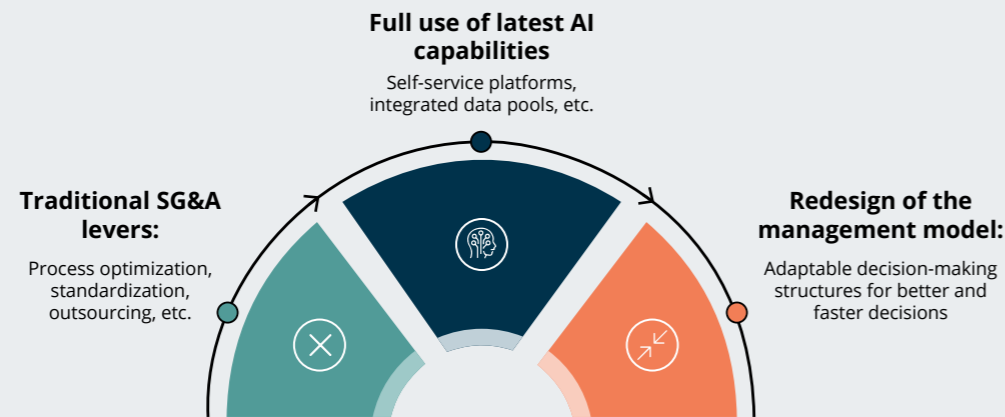 Full use of latest AI
capabilities
Self-service platforms,
integrated data pools, etc.
Traditional SG&A
levers:
Process optimization,
standardization,
outsourcing, etc.
Redesign of the
management model:
Adaptable decision-making
structures for better and
faster decisions